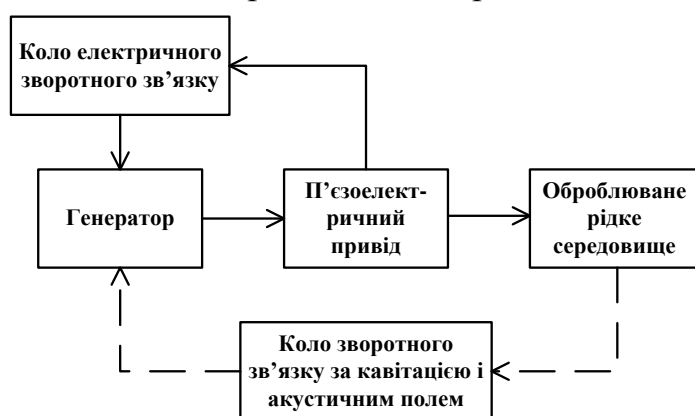 Коло електричного
зворотного зв’язку
Генератор
П’єзоелект-
ричний
привід
Оброблюване
рідке
середовище
Коло зворотного
зв’язку за кавітацією і
акустичним полем